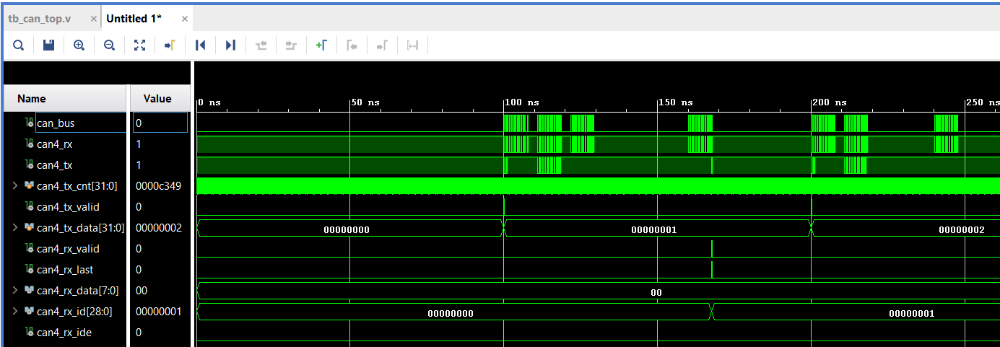 tb_can_top.v × Untitled 1* ×
Name Value
0 ns 50 ns 100 ns 150 ns 200 ns 250 ns
can_bus 0
can4_rx 1
can4_tx 1
can4_tx_cnt[31:0] 0000c349
can4_tx_valid 0
can4_tx_data[31:0] 00000002 00000000 00000001 00000002
can4_rx_valid 0
can4_rx_last 0
can4_rx_data[7:0] 00 00
can4_rx_id[28:0] 00000001 00000000 00000001
can4_rx_ide 0